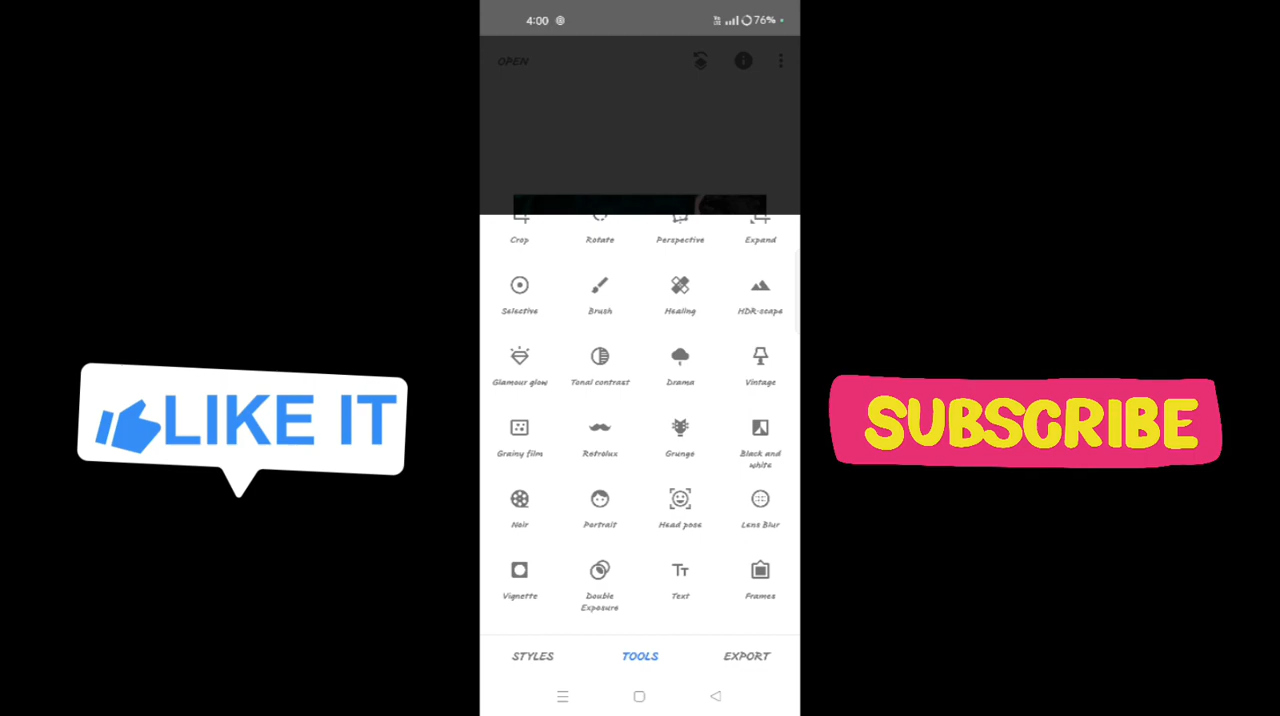 4:00
76%
OPEN
Crop Rotate Perspective Expand
Selective Brush Healing HDR-scape
Glamour glow Tonal contrast Drama Vintage
Grainy film Retrolux Grunge Black and
white
Noir Portrait Head pose Lens Blur
Vignette Double Text Frames
Exposure
STYLES TOOLS EXPORT
LIKE IT
SUBSCRIBE